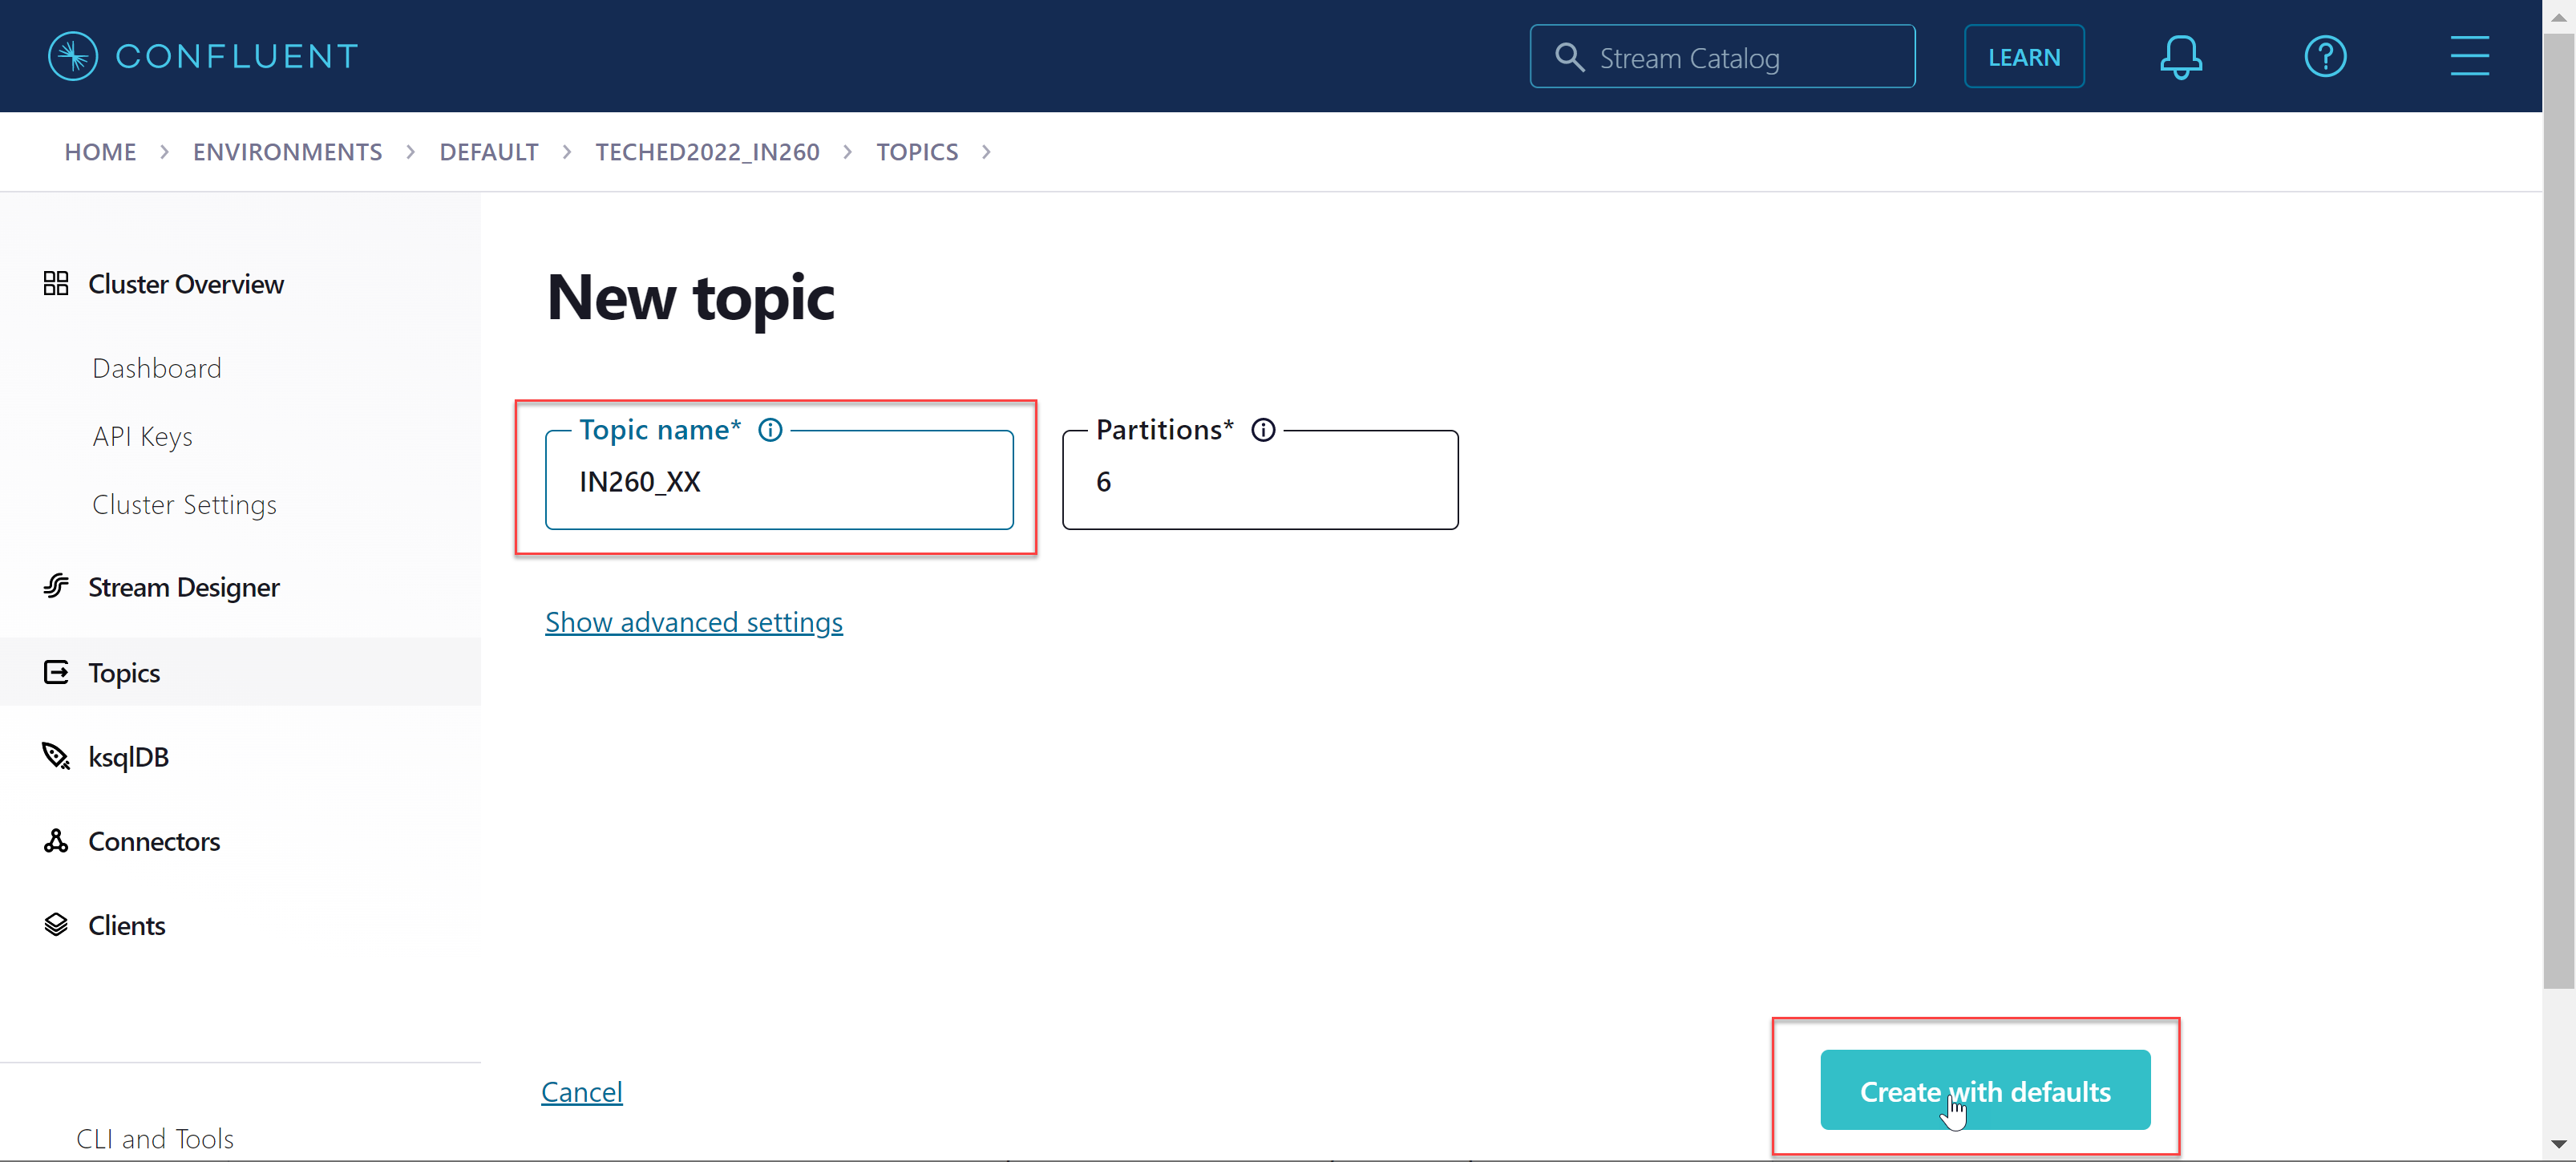 CONFLUENT
Stream Catalog
LEARN
HOME > ENVIRONMENTS > DEFAULT > TECHED2022_IN260 > TOPICS >
Cluster Overview
Dashboard
API Keys
Cluster Settings
Stream Designer
Topics
ksqlDB
Connectors
Clients
CLI and Tools
New topic
Topic name*
IN260_XX
Partitions*
6
Show advanced settings
Cancel
Create with defaults